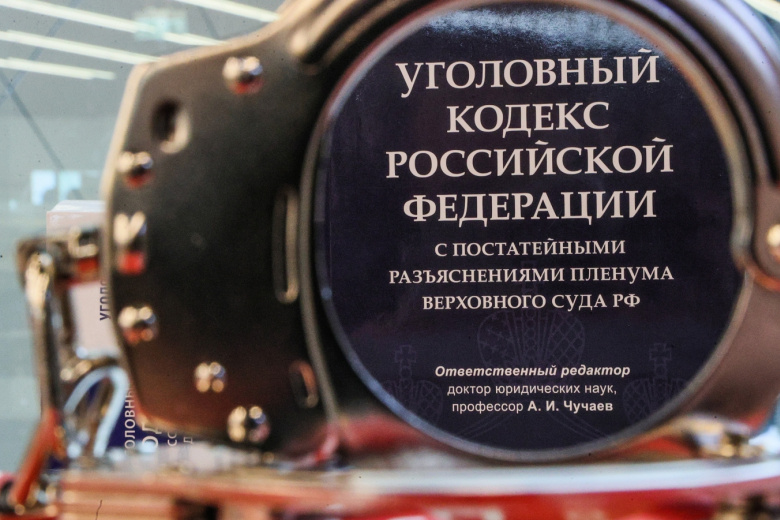 УГОЛОВНЫЙ
КОДЕКС
РОССИЙСКОЙ
ФЕДЕРАЦИИ
С ПОСТАТЕЙНЫМИ
РАЗЪЯСНЕНИЯМИ ПЛЕНУМА
ВЕРХОВНОГО СУДА РФ
Ответственный редактор
доктор юридических наук,
профессор А. И. Чучаев